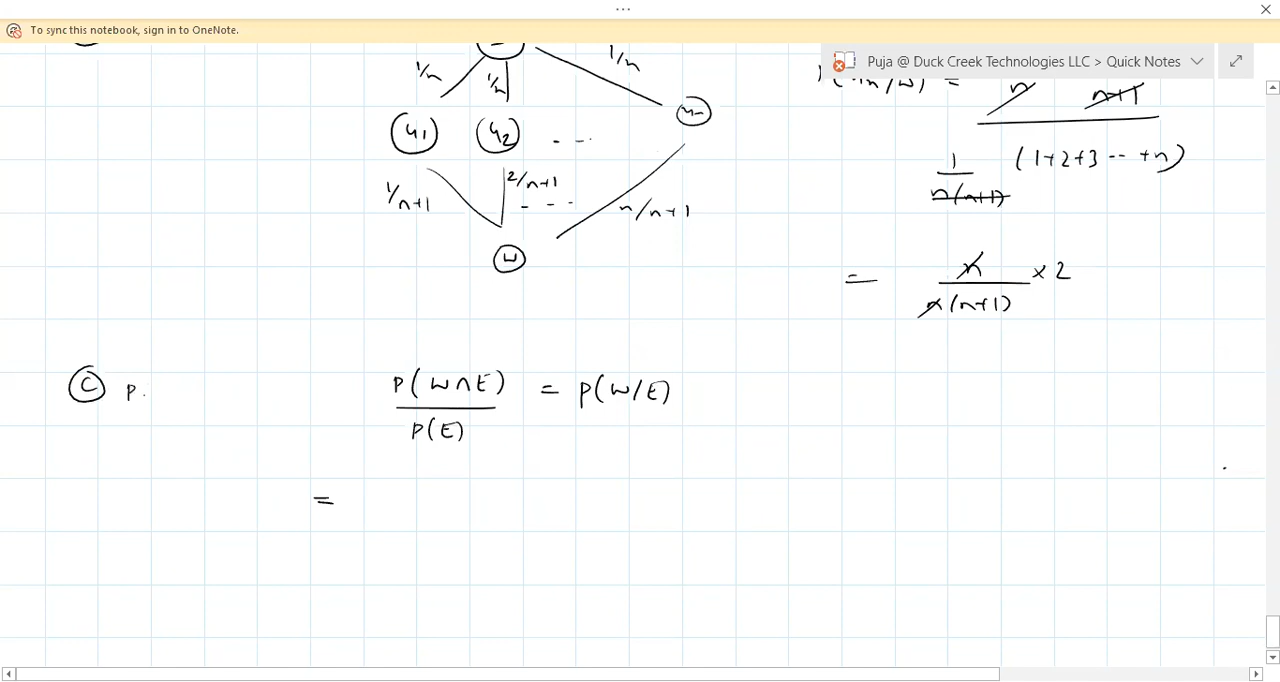 To sync this notebook, sign in to OneNote.
Puja @ Duck Creek Technologies LLC > Quick Notes
1/n 1/n 1/n
n n+1
u1 u2 - - -
1 (1+2+3 -- +n)
n(n+1)
1/n+1 2/n+1 - - - n/n+1
W
= n × 2
n(n+1)
C P. P(W∩E) = P(W/E)
P(E)
=